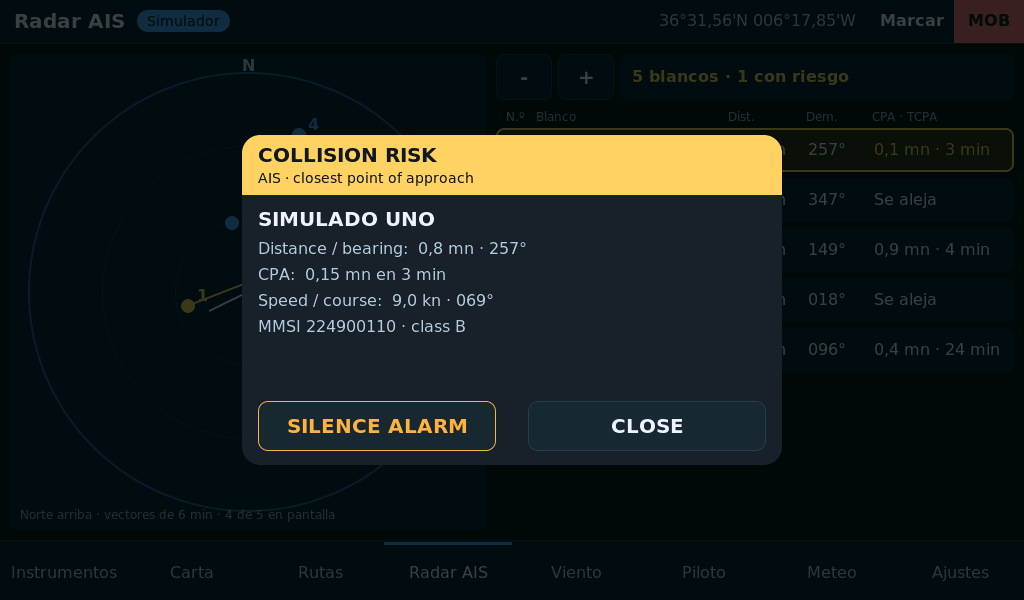 Radar AIS
Simulador
36°31,56'N 006°17,85'W
Marcar
MOB
N
4
- +
5 blancos · 1 con riesgo
N.º Blanco Dist. Dem. CPA · TCPA
257° 0,1 mn · 3 min
347° Se aleja
149° 0,9 mn · 4 min
018° Se aleja
096° 0,4 mn · 24 min
1
COLLISION RISK
AIS · closest point of approach
SIMULADO UNO
Distance / bearing: 0,8 mn · 257°
CPA: 0,15 mn en 3 min
Speed / course: 9,0 kn · 069°
MMSI 224900110 · class B
SILENCE ALARM
CLOSE
Norte arriba · vectores de 6 min · 4 de 5 en pantalla
Instrumentos Carta Rutas Radar AIS Viento Piloto Meteo Ajustes